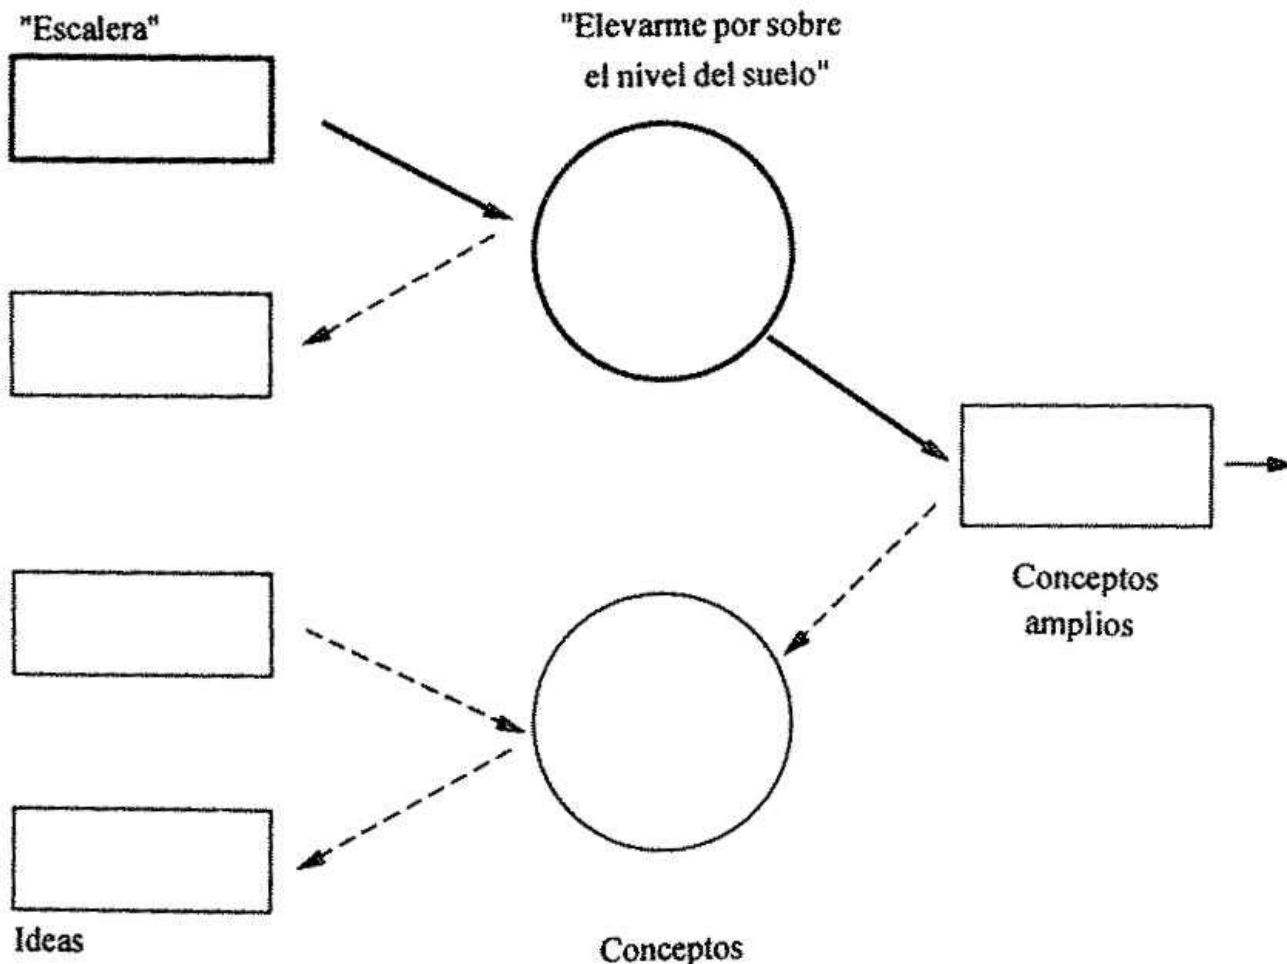 "Escalera"
"Elevarme por sobre
el nivel del suelo"
Conceptos
amplios
Ideas
Conceptos